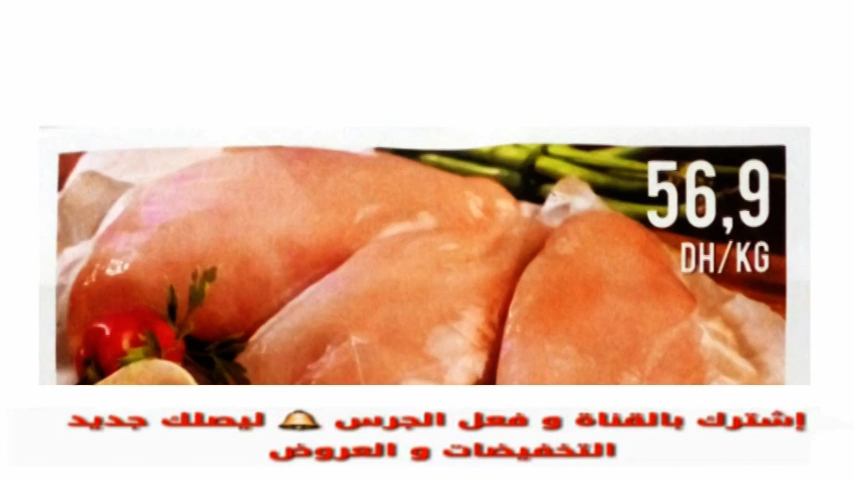 56,9
DH/KG
إشترك بالقناة و فعل الجرس 🔔 ليصلك جديد
التخفيضات و العروض